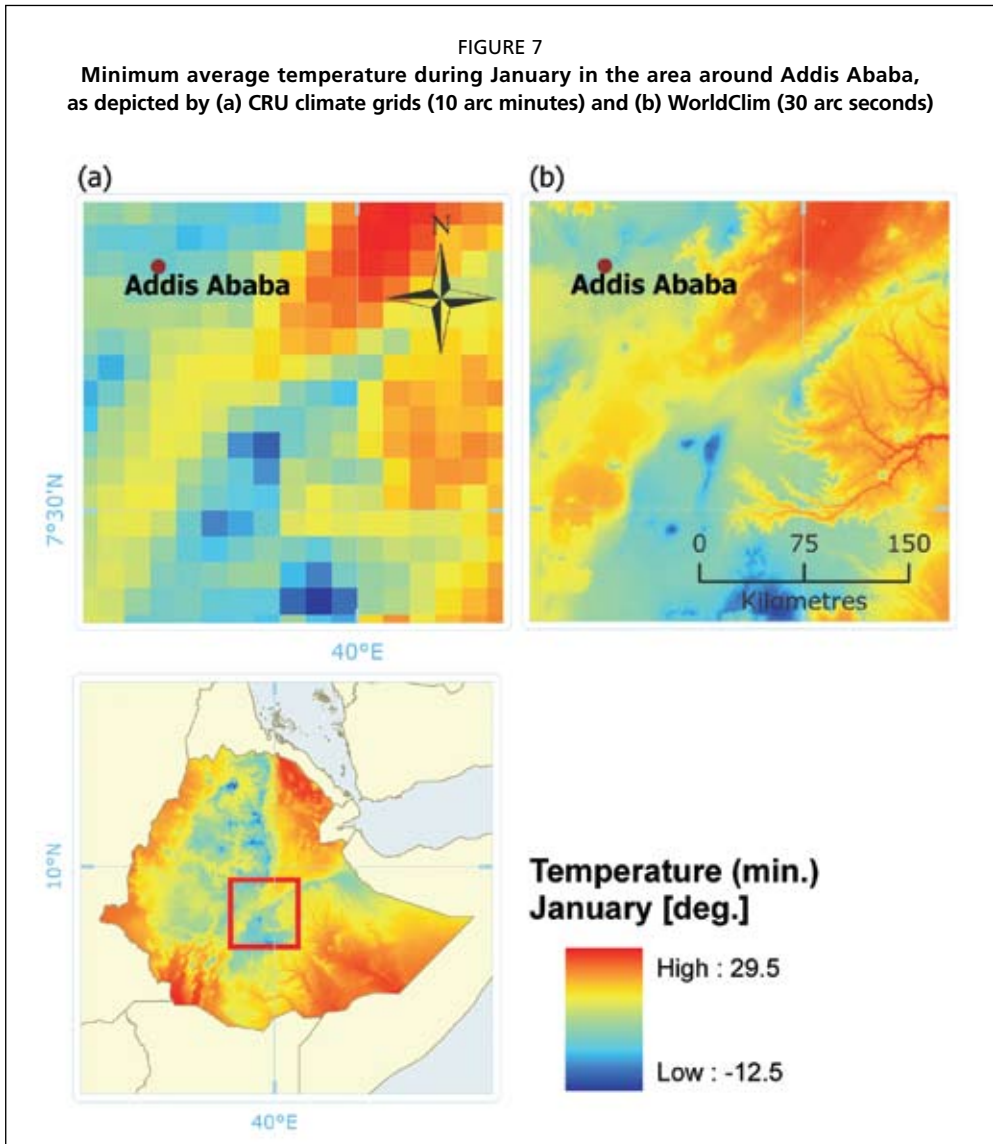 FIGURE 7
Minimum average temperature during January in the area around Addis Ababa,
as depicted by (a) CRU climate grids (10 arc minutes) and (b) WorldClim (30 arc seconds)
(a)
(b)
N
Addis Ababa
Addis Ababa
7°30'N
0 75 150
Kilometres
40°E
10°N
40°E
Temperature (min.)
January [deg.]
High : 29.5
Low : -12.5